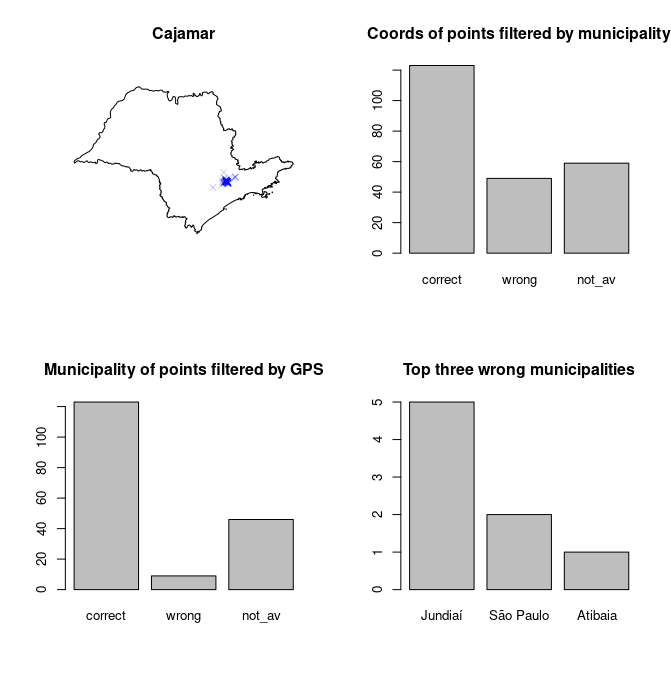 Cajamar
Coords of points filtered by municipality
0 20 40 60 80 100
correct wrong not_av
Municipality of points filtered by GPS
0 20 40 60 80 100
correct wrong not_av
Top three wrong municipalities
0 1 2 3 4 5
Jundiaí São Paulo Atibaia